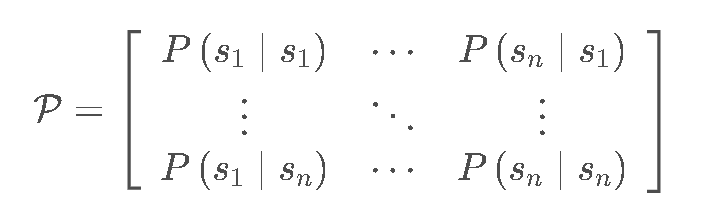 𝒫 = [ P (s₁ | s₁) ⋯ P (sₙ | s₁)
⋮ ⋱ ⋮
P (s₁ | sₙ) ⋯ P (sₙ | sₙ) ]